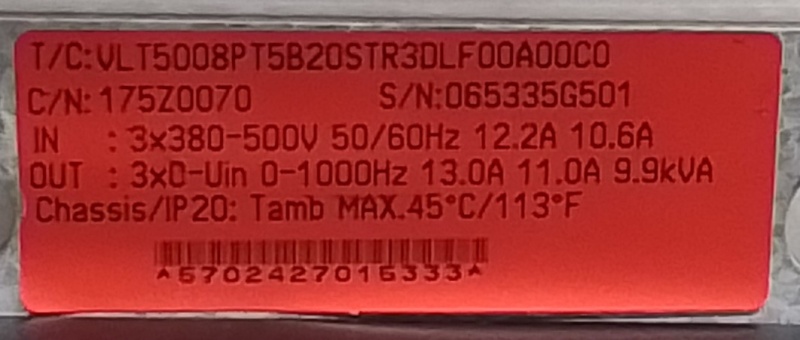 T/C:VLT5008PT5B20STR3DLF00A00C0
C/N: 175Z0070 S/N:065335G501
IN : 3x380-500V 50/60Hz 12.2A 10.6A
OUT : 3x0-Uin 0-1000Hz 13.0A 11.0A 9.9kVA
Chassis/IP20: Tamb MAX.45°C/113°F
*5702427015333*